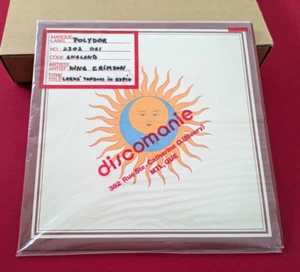 MARQUE
LABEL POLYDOR
NO. 2302 061
CODE ENGLAND
ARTISTE
ARTIST KING CRIMSON
TITRE
TITLE LARKS' TONGUES IN ASPIC
discomanie
362 Rue Ste. Catherine O. (Bleury)
MTL, QUE